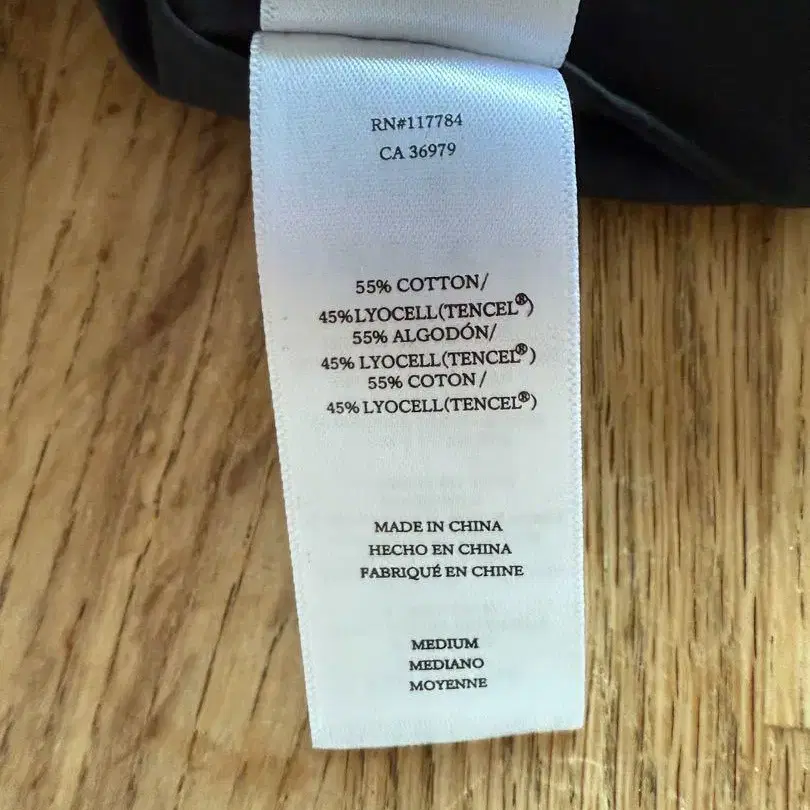 RN#117784
CA 36979
55% COTTON/
45%LYOCELL(TENCEL®)
55% ALGODÓN/
45% LYOCELL(TENCEL®)
55% COTON/
45% LYOCELL(TENCEL®)
MADE IN CHINA
HECHO EN CHINA
FABRIQUÉ EN CHINE
MEDIUM
MEDIANO
MOYENNE